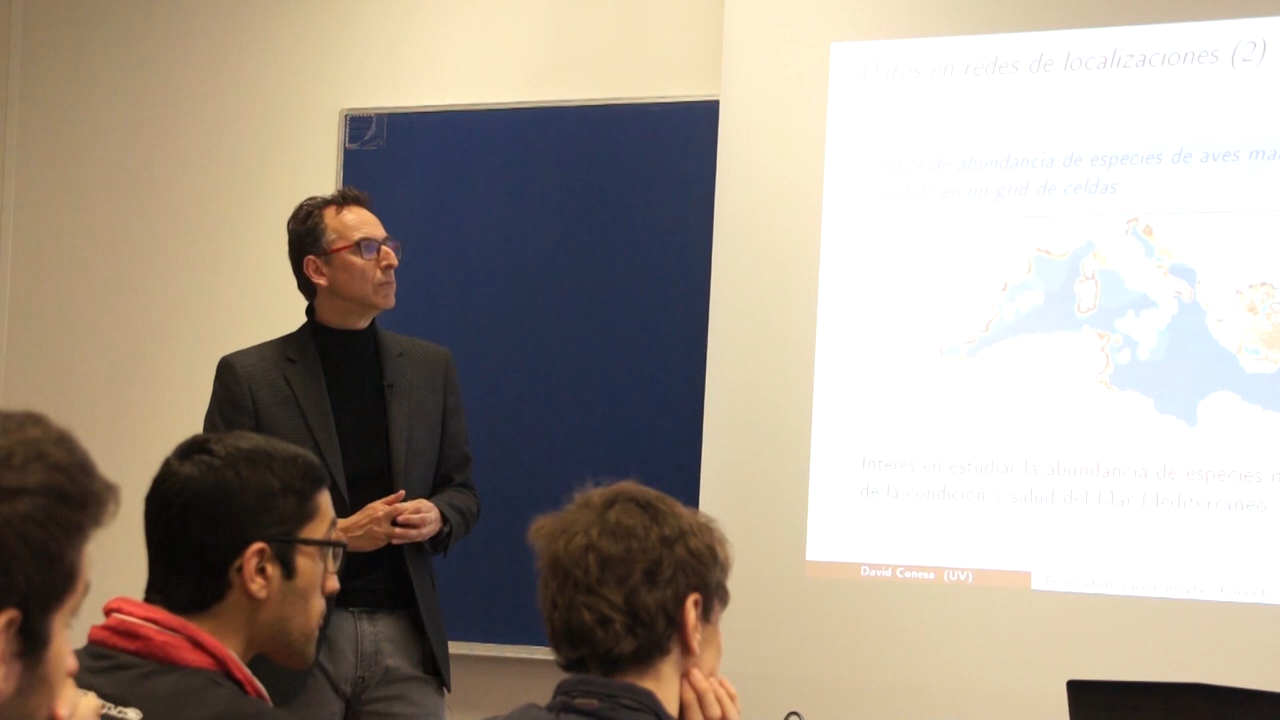 Datos en redes de localizaciones (2)
de abundancia de especies de aves
en un grid de celdas
Interés en estudiar la abundancia de especies
de la condición y salud del Mar Mediterráneo
David Conesa (UV)